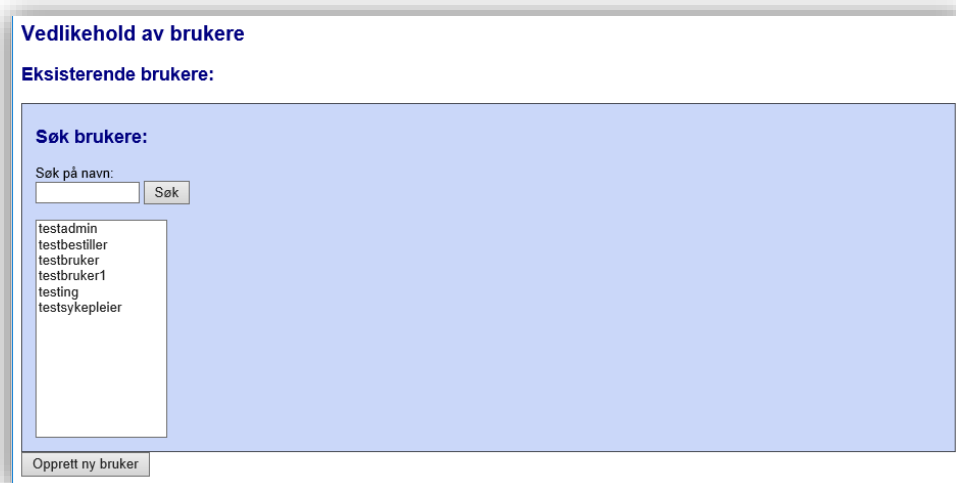 Vedlikehold av brukere
Eksisterende brukere:
Søk brukere:
Søk på navn:
Søk
testadmin
testbestiller
testbruker
testbruker1
testing
testsykepleier
Opprett ny bruker